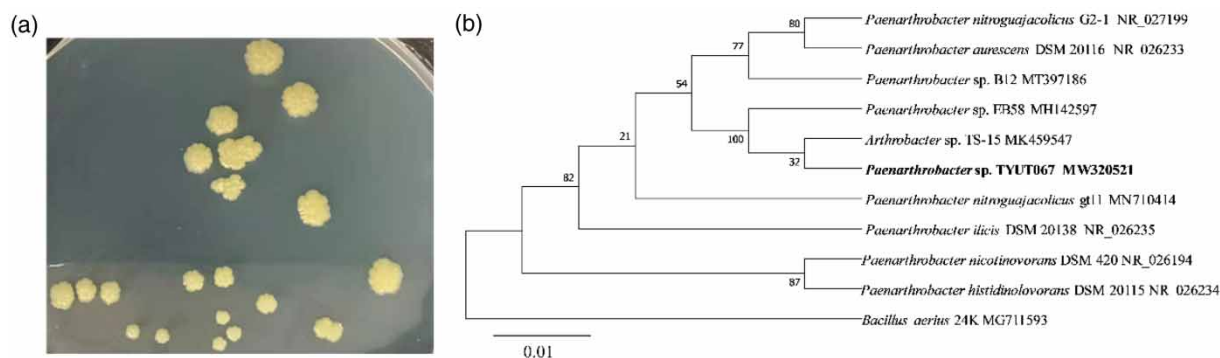 (a)
(b)
Paenarthrobacter nitroguajacolicus G2-1 NR_027199
80
Paenarthrobacter aurescens DSM 20116 NR_026233
77
Paenarthrobacter sp. B12 MT397186
54
Paenarthrobacter sp. EB58 MH142597
21
100
Arthrobacter sp. TS-15 MK459547
32
Paenarthrobacter sp. TYUT067 MW320521
82
Paenarthrobacter nitroguajacolicus gt11 MN710414
Paenarthrobacter ilicis DSM 20138 NR_026235
Paenarthrobacter nicotinovorans DSM 420 NR_026194
87
Paenarthrobacter histidinolovorans DSM 20115 NR_026234
Bacillus aerius 24K MG711593
0.01